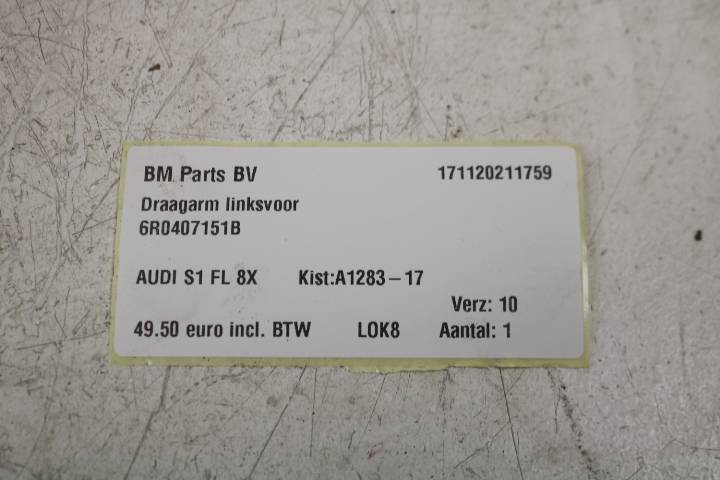 BM Parts BV 171120211759
Draagarm linksvoor
6R0407151B
AUDI S1 FL 8X Kist:A1283-17
Verz: 10
49.50 euro incl. BTW LOK8 Aantal: 1